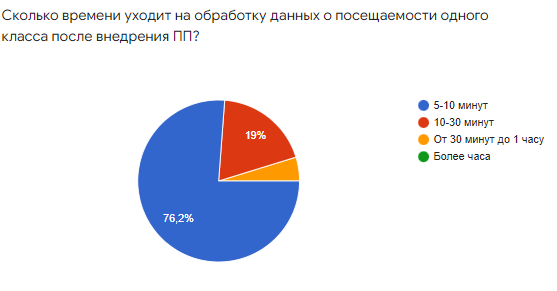 Сколько времени уходит на обработку данных о посещаемости одного
класса после внедрения ПП?
5-10 минут
10-30 минут
От 30 минут до 1 часу
Более часа
19%
76,2%